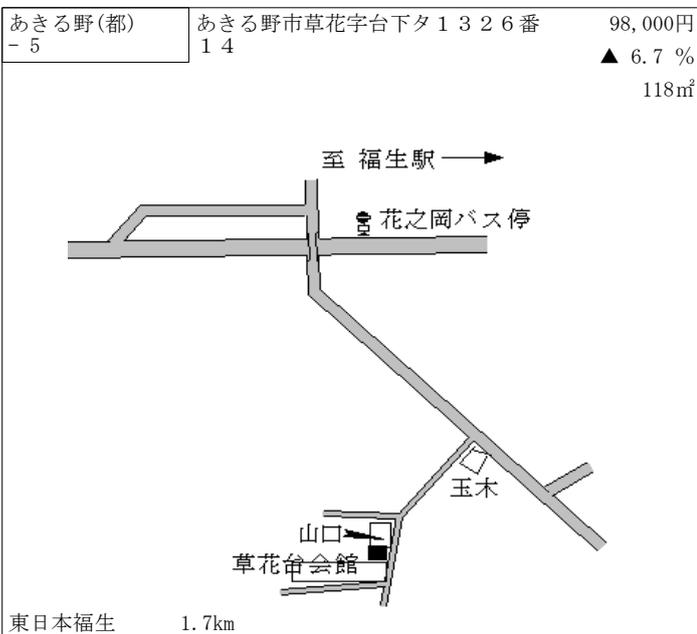 あきる野(都)
- 5
あきる野市草花字台下タ１３２６番
１４
98,000円
▲ 6.7 %
118㎡
至 福生駅
花之岡バス停
玉木
山口
草花台会館
東日本福生 1.7km